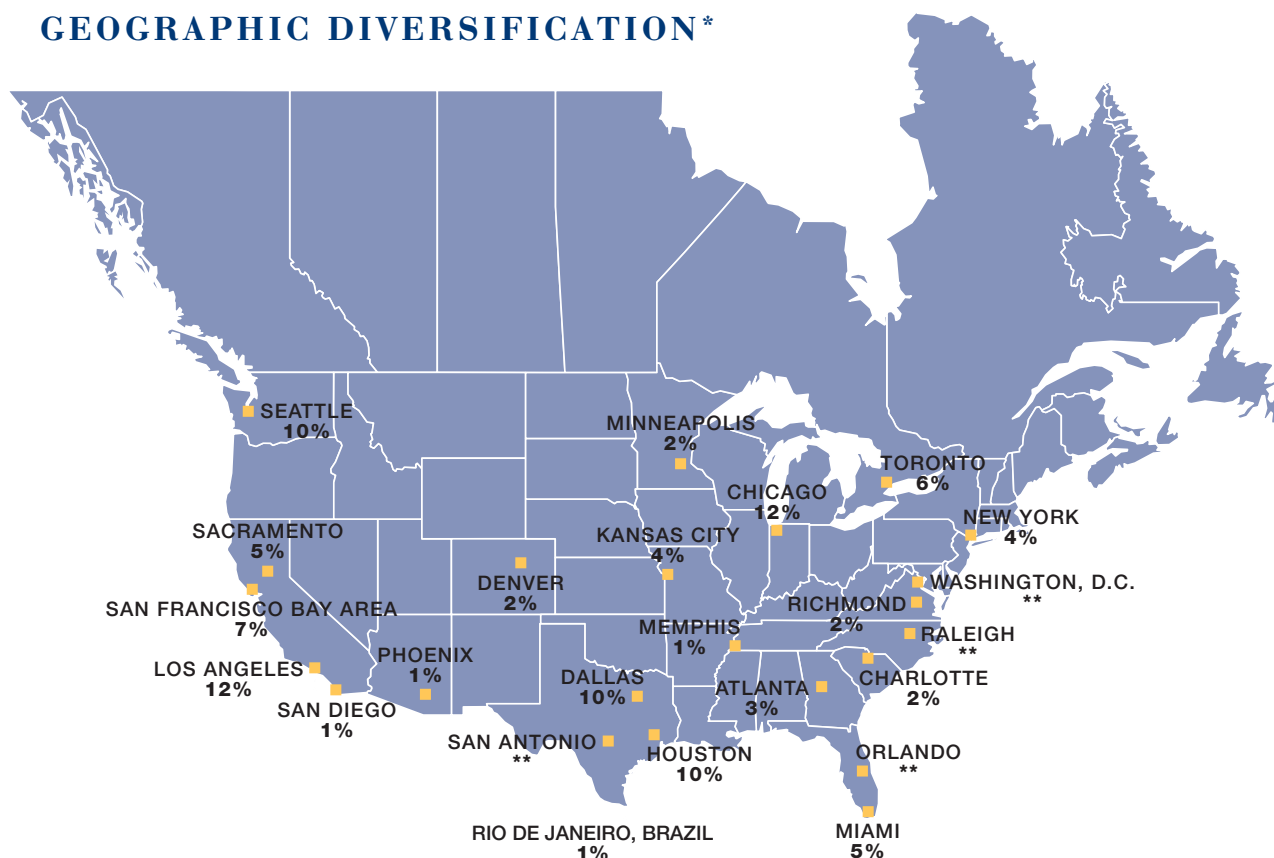 GEOGRAPHIC DIVERSIFICATION*
SEATTLE
10%
MINNEAPOLIS
2%
TORONTO
6%
CHICAGO
12%
NEW YORK
4%
SACRAMENTO
5%
KANSAS CITY
4%
DENVER
2%
WASHINGTON, D.C.
**
SAN FRANCISCO BAY AREA
7%
RICHMOND
2%
MEMPHIS
1%
RALEIGH
**
LOS ANGELES
12%
PHOENIX
1%
DALLAS
10%
ATLANTA
3%
CHARLOTTE
2%
SAN DIEGO
1%
SAN ANTONIO
**
HOUSTON
10%
ORLANDO
**
RIO DE JANEIRO, BRAZIL
1%
MIAMI
5%